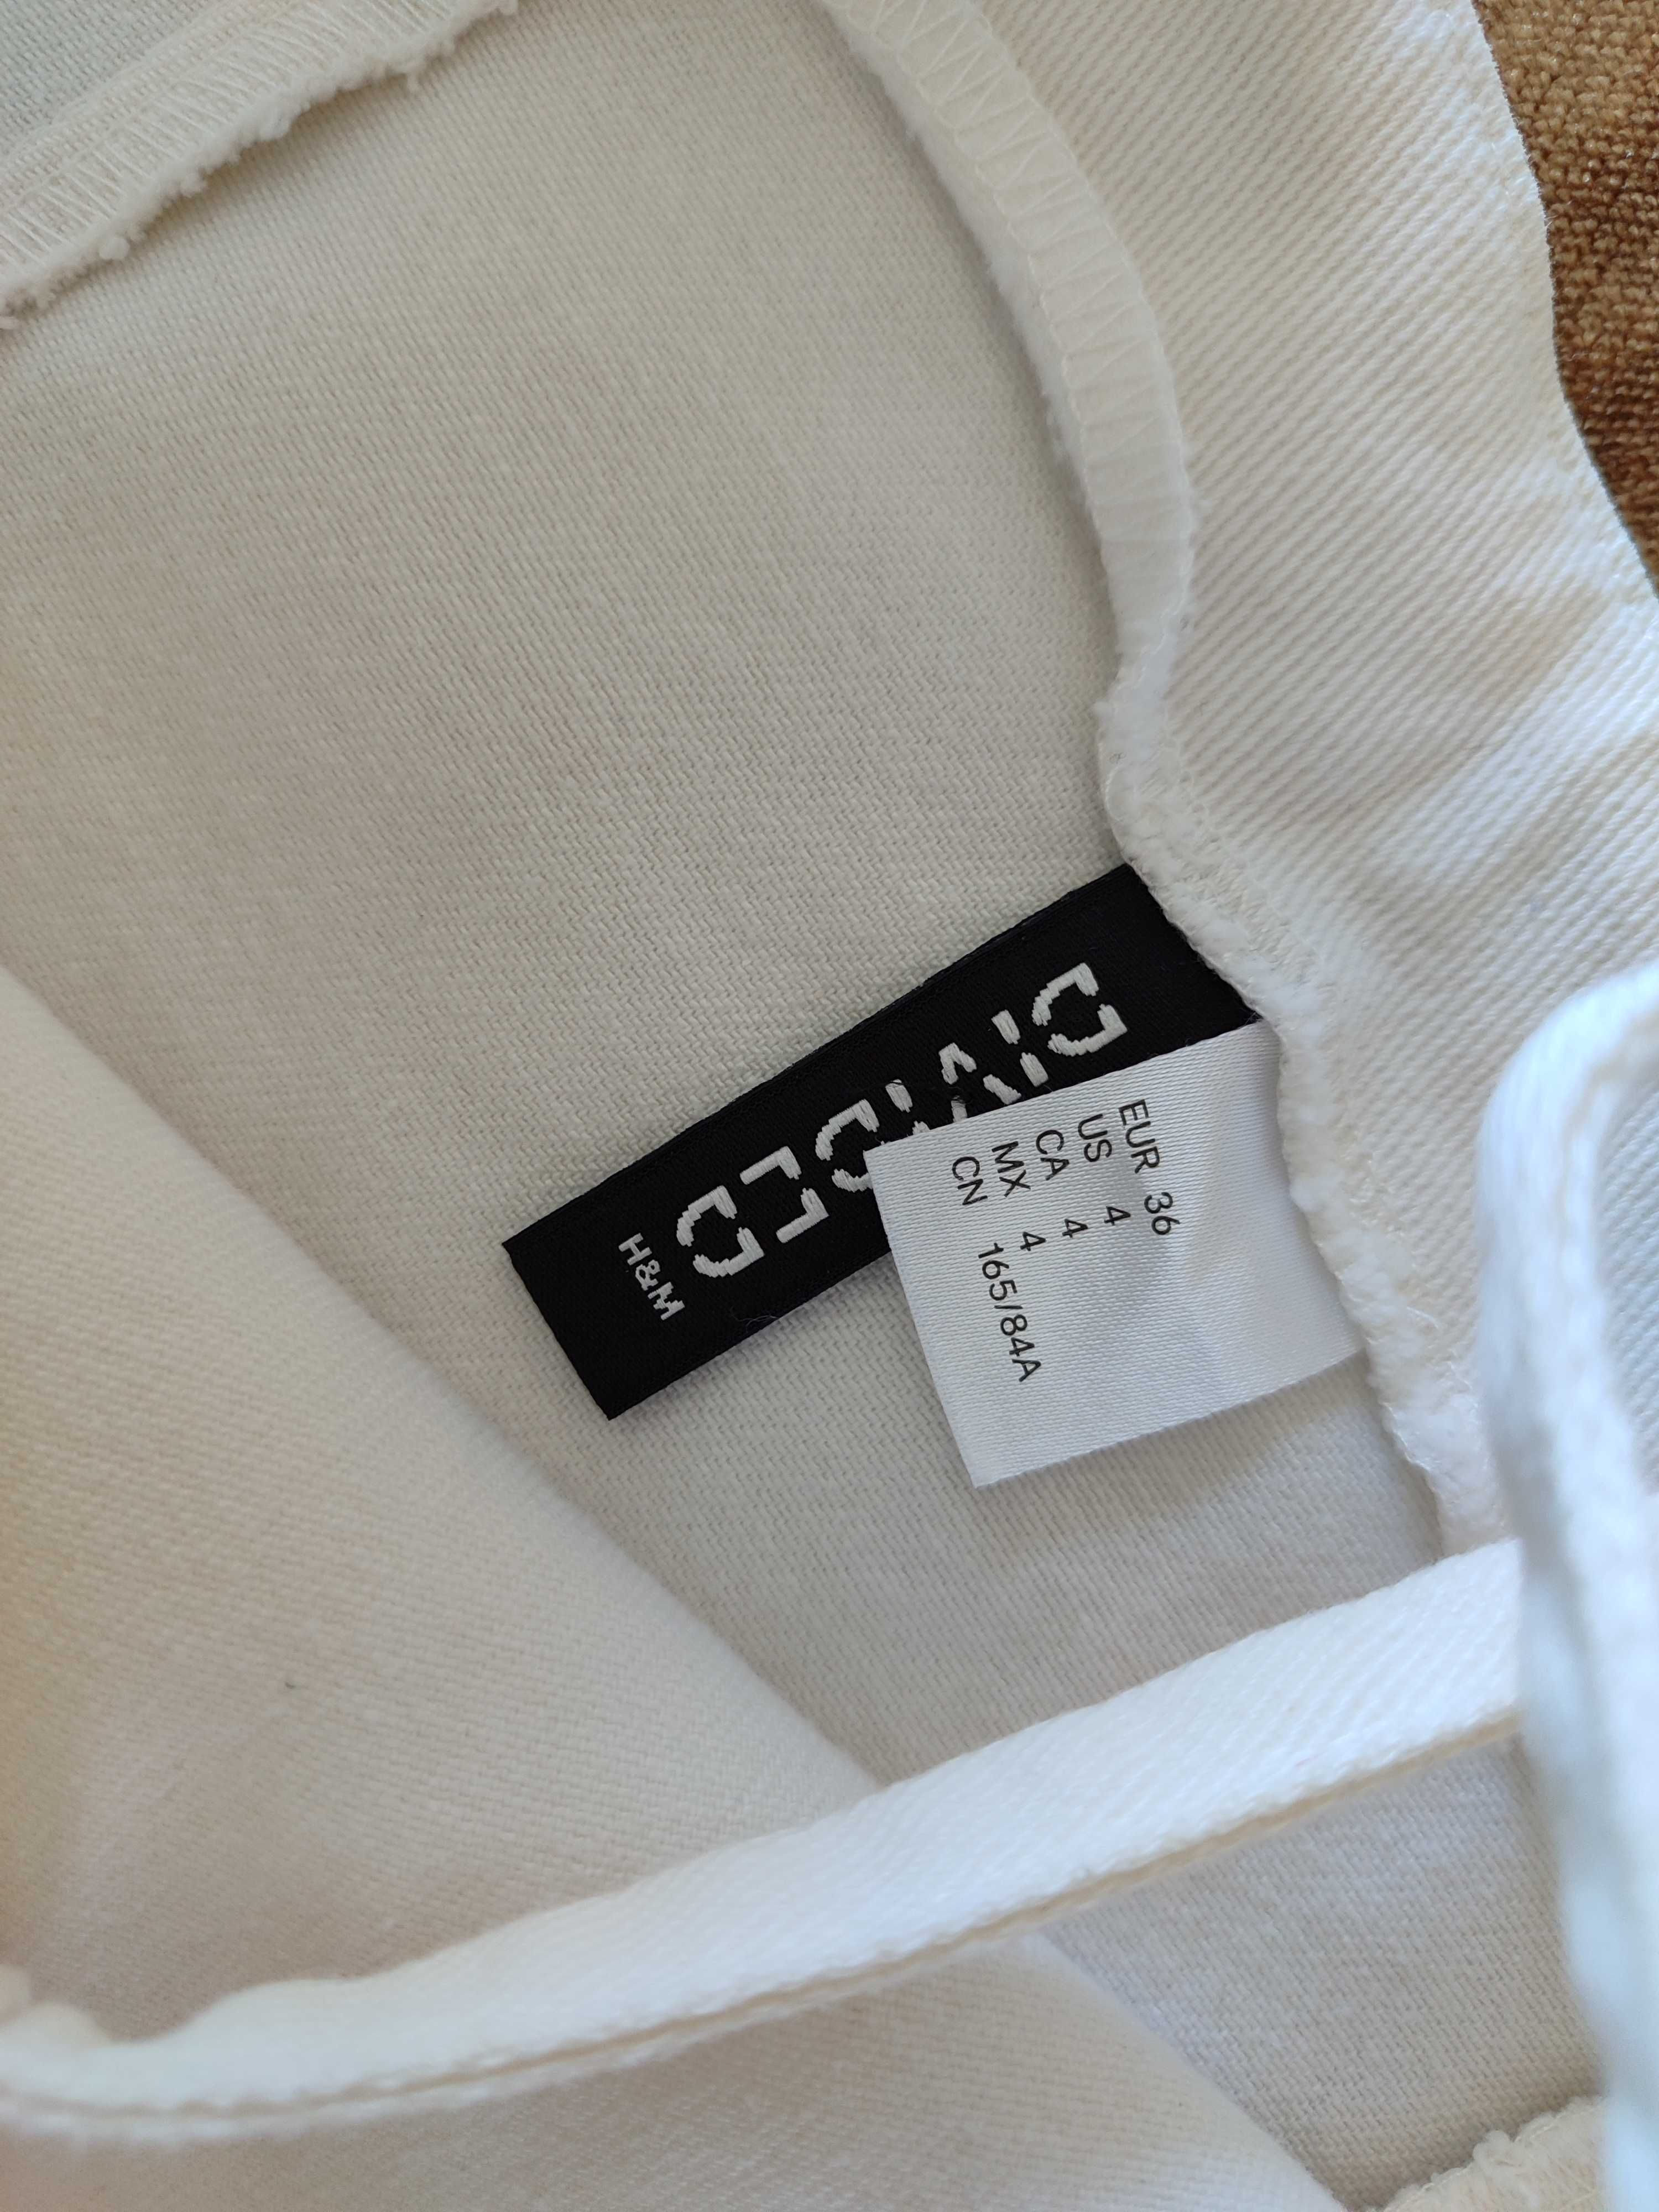 DIVIDED
H&M
EUR 36
US 4
CA 4
MX 4
CN 165/84A